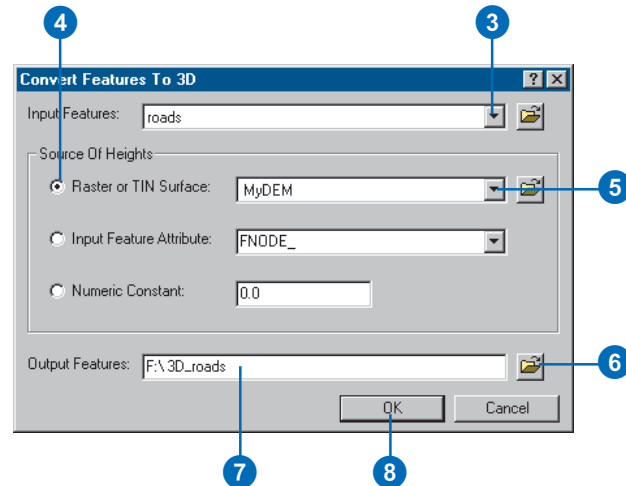 4 3
Convert Features To 3D ? ×
Input Features: roads
Source Of Heights
Raster or TIN Surface: MyDEM 5
Input Feature Attribute: FNODE_
Numeric Constant: 0.0
Output Features: F:\3D_roads 6
OK Cancel
7 8